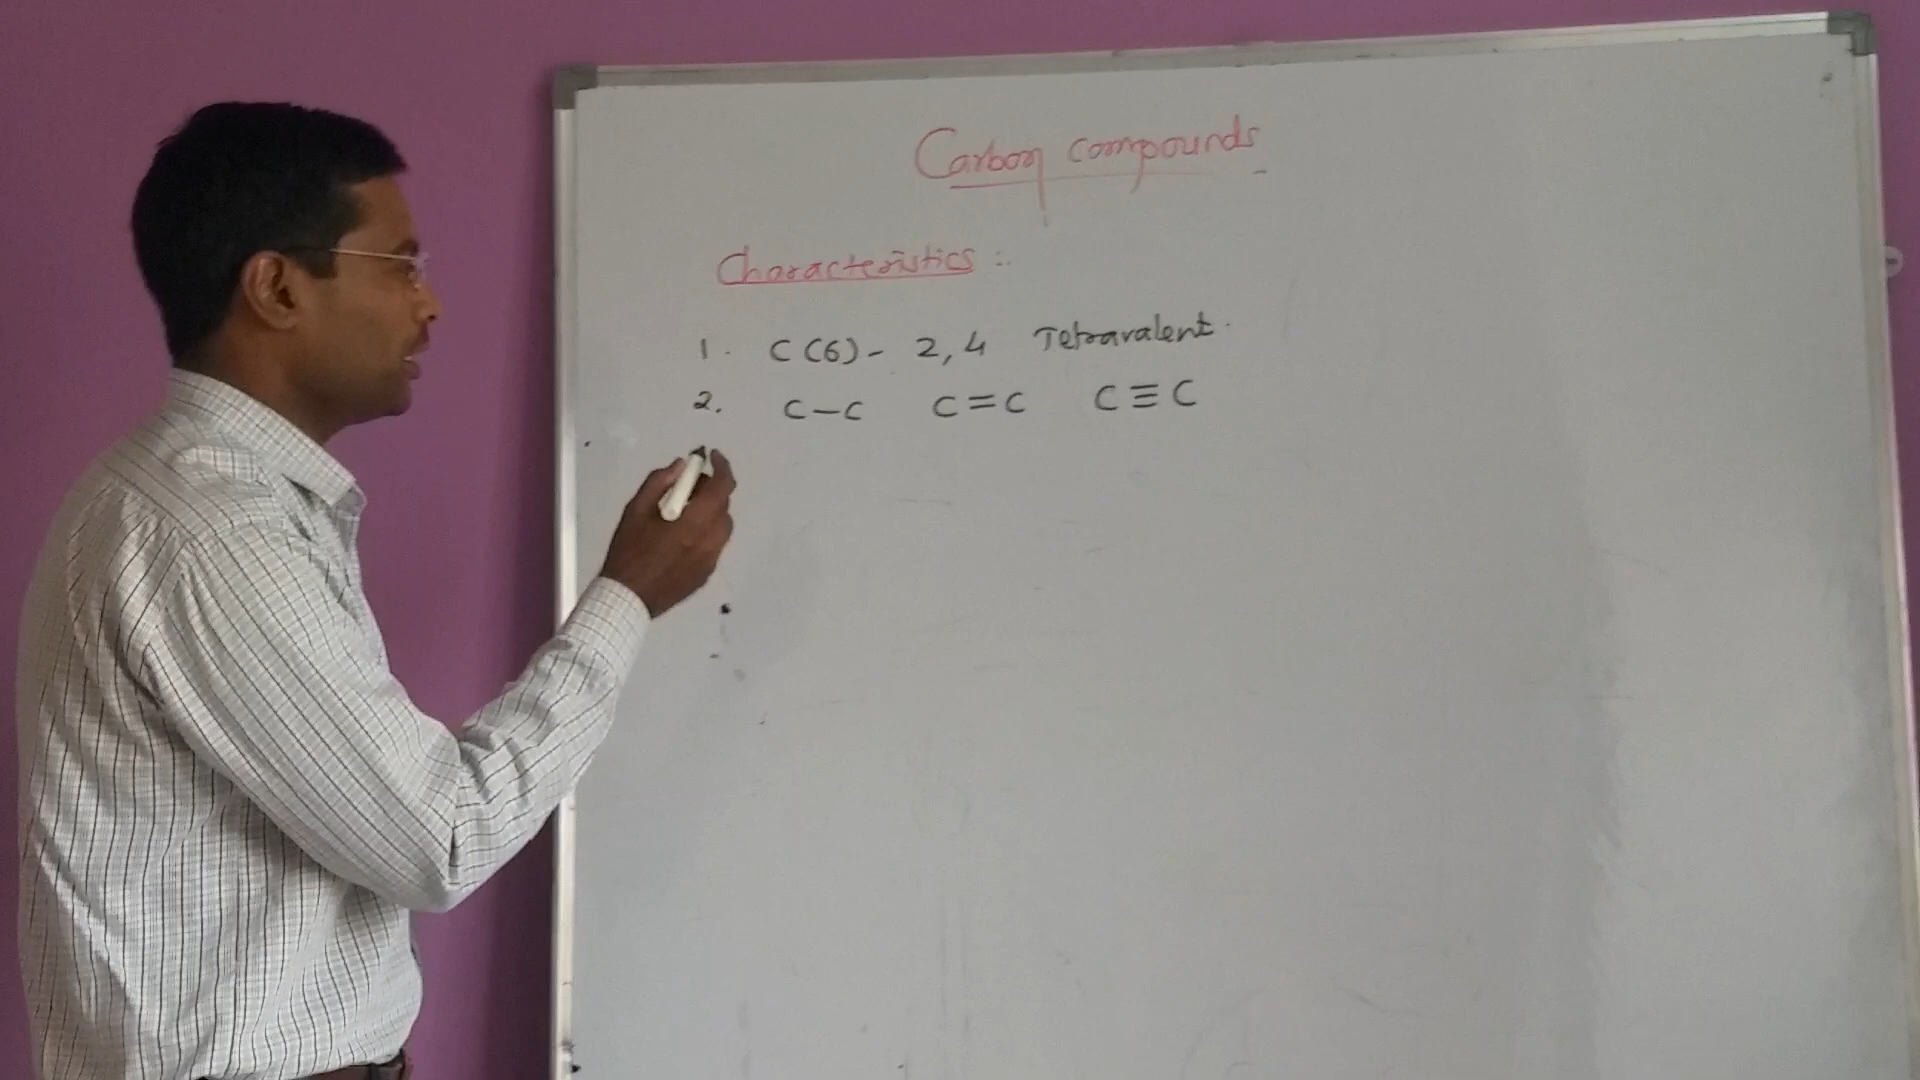 Carbon compounds
Characteristics :
1. C (6) - 2, 4 Tetravalent.
2. C-C C=C C≡C